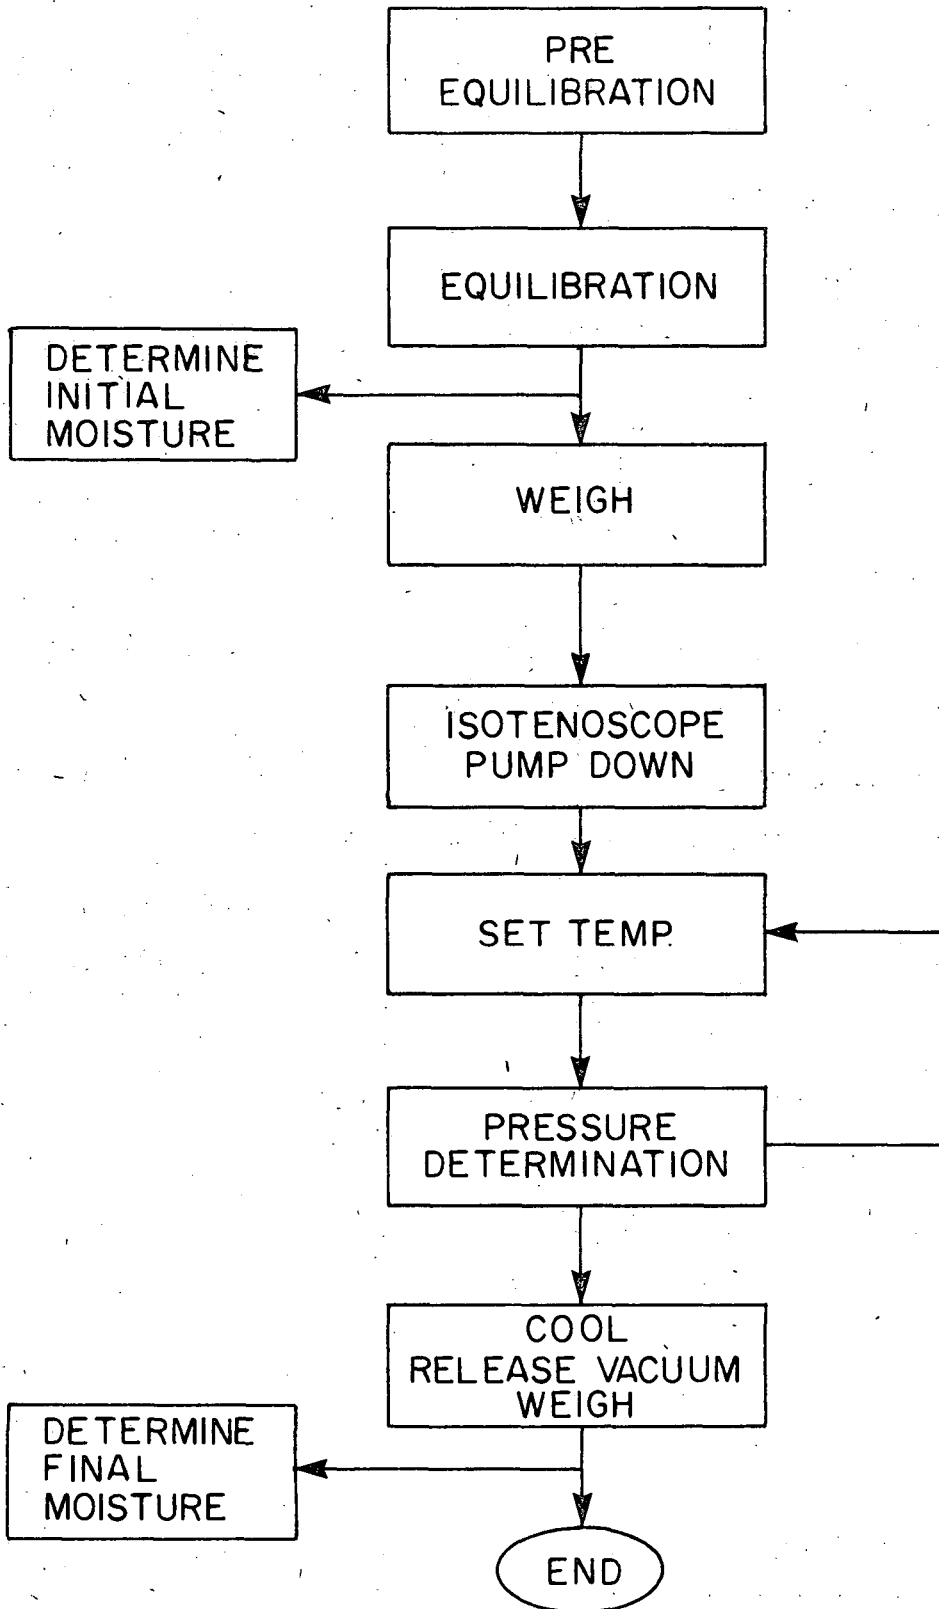 PRE
EQUILIBRATION
EQUILIBRATION
DETERMINE
INITIAL
MOISTURE
WEIGH
ISOTENOSCOPE
PUMP DOWN
SET TEMP.
PRESSURE
DETERMINATION
COOL
RELEASE VACUUM
WEIGH
DETERMINE
FINAL
MOISTURE
END